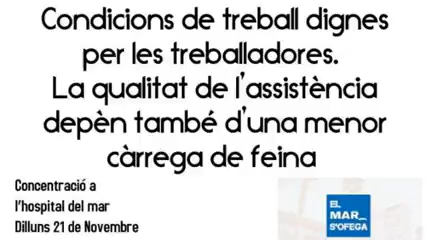 Condicions de treball dignes
per les treballadores.
La qualitat de l'assistència
depèn també d'una menor
càrrega de feina
Concentració a
l'hospital del mar
Dilluns 21 de Novembre
EL
MAR_
S'OFEGA